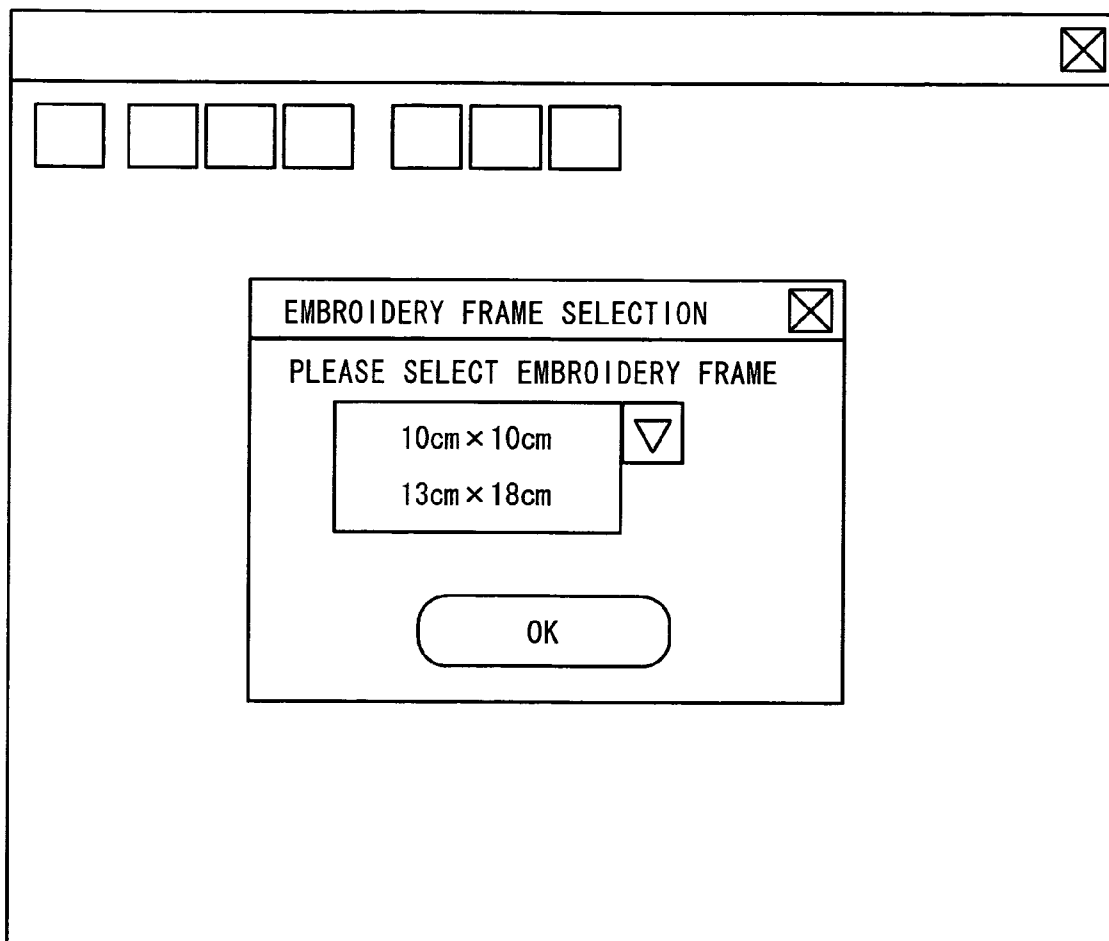 EMBROIDERY FRAME SELECTION
PLEASE SELECT EMBROIDERY FRAME
10cm×10cm
13cm×18cm
OK